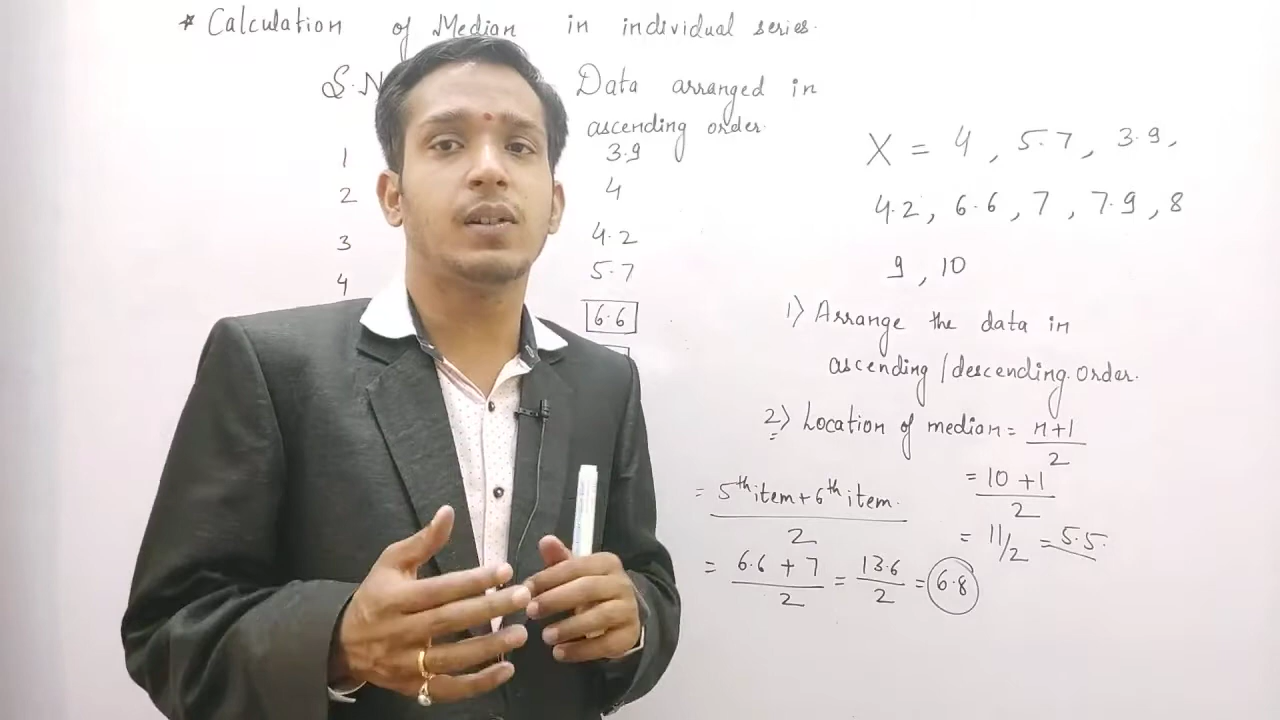 * Calculation of Median in individual series.
S.N
Data arranged in
ascending order.
1 3.9
2 4
3 4.2
4 5.7
6.6
X = 4, 5.7, 3.9,
4.2, 6.6, 7, 7.9, 8
9, 10
1) Arrange the data in
ascending/descending order.
2) Location of median = n+1/2
= 10+1/2
= 11/2 = 5.5.
= 5th item + 6th item./2
= 6.6 + 7/2 = 13.6/2 = 6.8